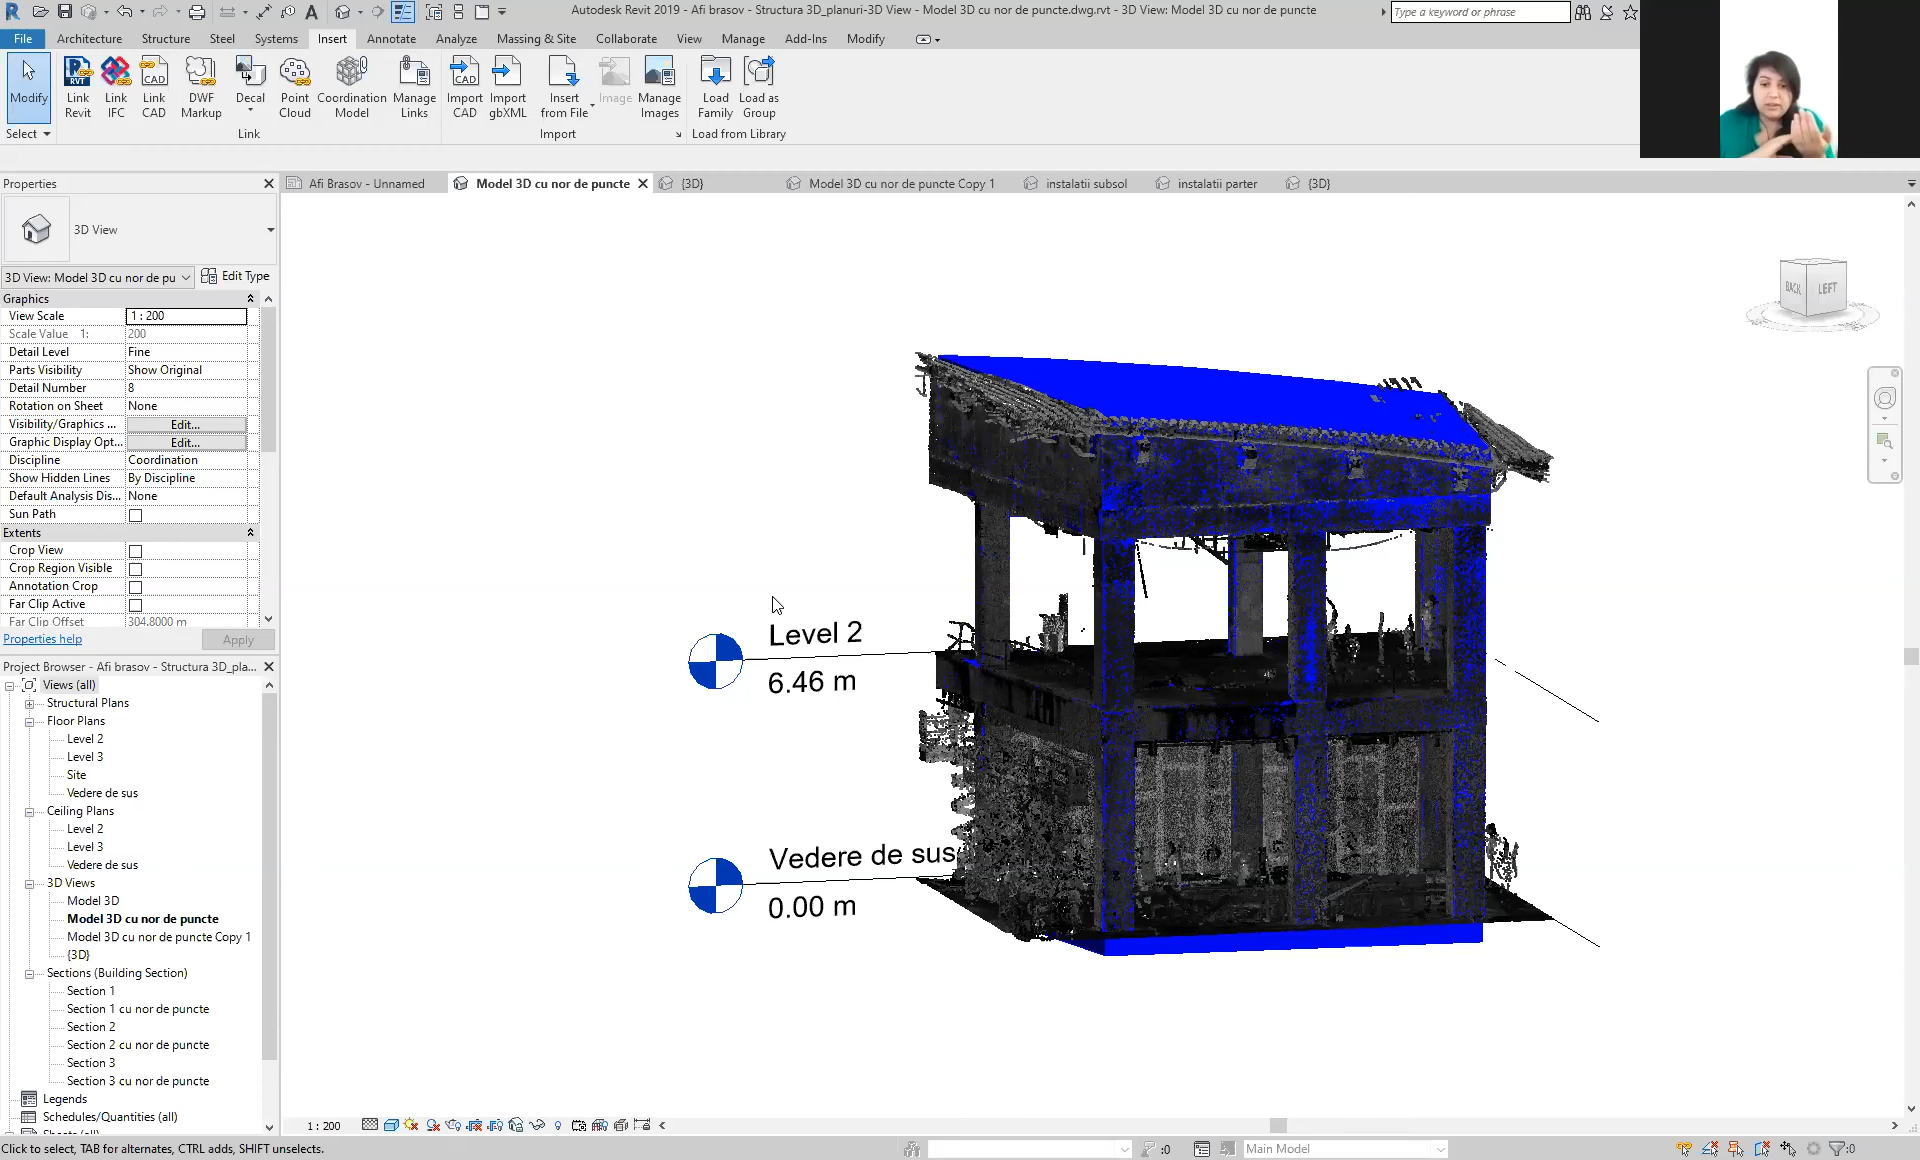 Autodesk Revit 2019 - Afi brasov - Structura 3D_planuri-3D View - Model 3D cu nor de puncte.dwg.rvt - 3D View: Model 3D cu nor de puncte
Type a keyword or phrase
File Architecture Structure Steel Systems Insert Annotate Analyze Massing & Site Collaborate View Manage Add-Ins Modify
Modify
Link Revit
Link IFC
Link CAD
DWF Markup
Decal
Point Cloud
Coordination Model
Manage Links
Import CAD
Import gbXML
Insert from File
Image
Manage Images
Load Family
Load as Group
Select
Link
Import
Load from Library
Properties
Afi Brasov - Unnamed
Model 3D cu nor de puncte
{3D}
Model 3D cu nor de puncte Copy 1
instalatii subsol
instalatii parter
{3D}
3D View
3D View: Model 3D cu nor de pu
Edit Type
Graphics
View Scale 1 : 200
Scale Value 1: 200
Detail Level Fine
Parts Visibility Show Original
Detail Number 8
Rotation on Sheet None
Visibility/Graphics ... Edit...
Graphic Display Opt... Edit...
Discipline Coordination
Show Hidden Lines By Discipline
Default Analysis Dis... None
Sun Path
Extents
Crop View
Crop Region Visible
Annotation Crop
Far Clip Active
Far Clip Offset 304.8000 m
Properties help
Apply
Project Browser - Afi brasov - Structura 3D_pla...
Views (all)
Structural Plans
Floor Plans
Level 2
Level 3
Site
Vedere de sus
Ceiling Plans
Level 2
Level 3
Vedere de sus
3D Views
Model 3D
Model 3D cu nor de puncte
Model 3D cu nor de puncte Copy 1
{3D}
Sections (Building Section)
Section 1
Section 1 cu nor de puncte
Section 2
Section 2 cu nor de puncte
Section 3
Section 3 cu nor de puncte
Legends
Schedules/Quantities (all)
BACK
LEFT
Level 2
6.46 m
Vedere de sus
0.00 m
1 : 200
Click to select, TAB for alternates, CTRL adds, SHIFT unselects.
:0
Main Model
:0